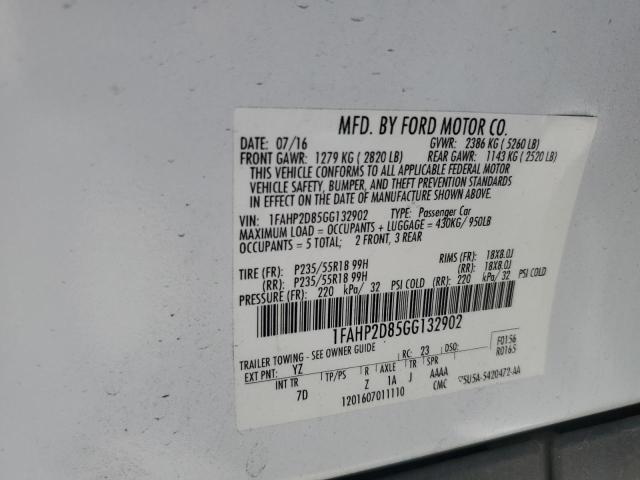 MFD. BY FORD MOTOR CO.
DATE: 07/16 GVWR: 2386 KG ( 5260 LB)
FRONT GAWR: 1279 KG ( 2820 LB) REAR GAWR: 1143 KG ( 2520 LB)
THIS VEHICLE CONFORMS TO ALL APPLICABLE FEDERAL MOTOR
VEHICLE SAFETY, BUMPER, AND THEFT PREVENTION STANDARDS
IN EFFECT ON THE DATE OF MANUFACTURE SHOWN ABOVE.
VIN: 1FAHP2D85GG132902 TYPE: Passenger Car
MAXIMUM LOAD = OCCUPANTS + LUGGAGE = 430KG/ 950LB
OCCUPANTS = 5 TOTAL; 2 FRONT, 3 REAR
TIRE (FR): P235/55R18 99H RIMS (FR): 18X8.0J
(RR): P235/55R18 99H (RR): 18X8.0J
PRESSURE (FR): 220 kPa/ 32 PSI COLD (RR): 220 kPa/ 32 PSI COLD
1FAHP2D85GG132902
TRAILER TOWING - SEE OWNER GUIDE
EXT PNT: YZ RC: 23 DSO: F0156
R0165
INT TR TP/PS R AXLE TR SPR
7D Z 1A J AAAA
1201607011110 CMC 5U5A-5420472-AA